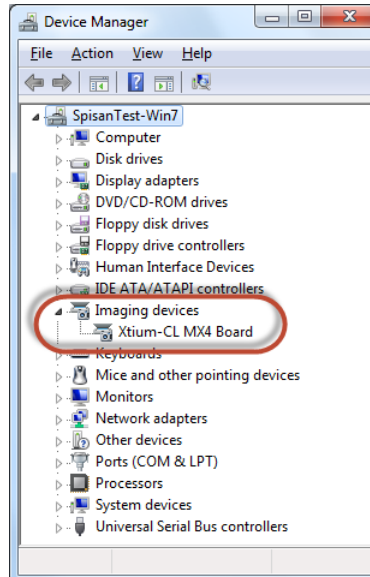 Device Manager
File Action View Help
SpisanTest-Win7
Computer
Disk drives
Display adapters
DVD/CD-ROM drives
Floppy disk drives
Floppy drive controllers
Human Interface Devices
IDE ATA/ATAPI controllers
Imaging devices
Xtium-CL MX4 Board
Keyboards
Mice and other pointing devices
Monitors
Network adapters
Other devices
Ports (COM & LPT)
Processors
System devices
Universal Serial Bus controllers